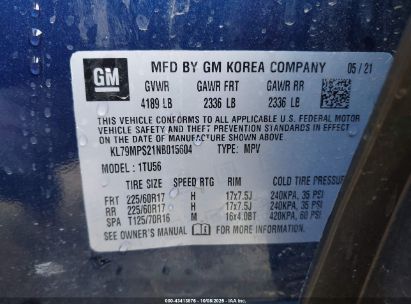 GM
MFD BY GM KOREA COMPANY 05/21
GVWR GAWR FRT GAWR RR
4189 LB 2336 LB 2336 LB
THIS VEHICLE CONFORMS TO ALL APPLICABLE U.S. FEDERAL MOTOR
VEHICLE SAFETY, BUMPER, AND THEFT PREVENTION STANDARDS IN EFFECT
ON THE DATE OF MANUFACTURE SHOWN ABOVE.
KL79MPS21NB015604 TYPE: MPV
MODEL: 1TU56
TIRE SIZE SPEED RTG RIM COLD TIRE PRESSURE
FRT 225/60R17 H 17x7.5J 240KPA, 35 PSI
RR 225/60R17 H 17x7.5J 240KPA, 35 PSI
SPA T125/70R16 M 16x4.0BT 420KPA, 60 PSI
SEE OWNER'S MANUAL FOR MORE INFORMATION